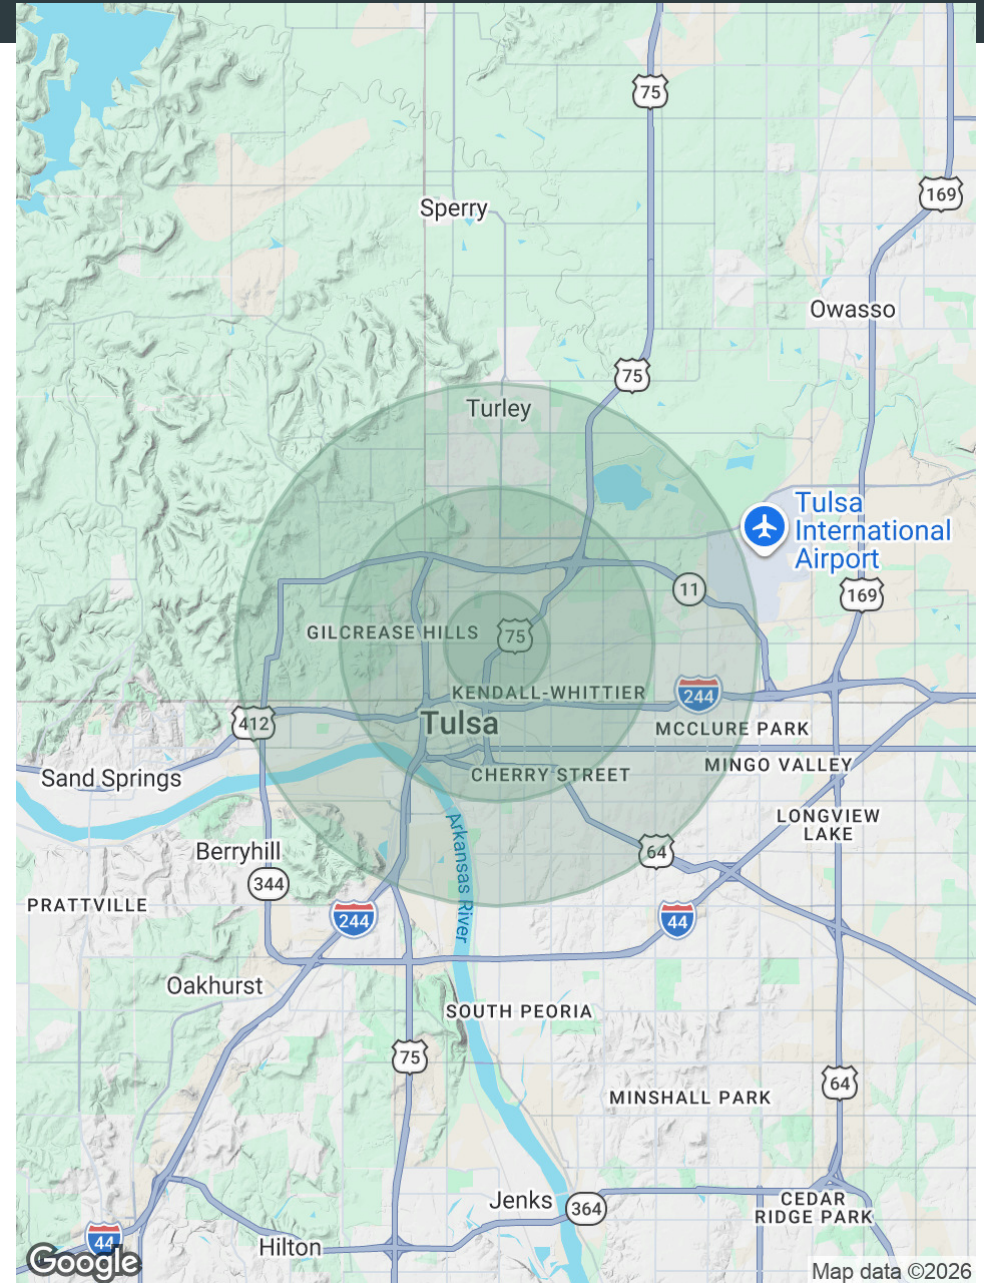 75
169
Sperry
Owasso
75
Turley
Tulsa
International
Airport
11
169
GILCREASE HILLS
75
KENDALL-WHITTIER
244
412
Tulsa
MCCLURE PARK
Sand Springs
CHERRY STREET
MINGO VALLEY
LONGVIEW
LAKE
Arkansas River
Berryhill
64
344
PRATTVILLE
244
44
Oakhurst
SOUTH PEORIA
75
64
MINSHALL PARK
Jenks
364
CEDAR
RIDGE PARK
44
Hilton
Google
Map data ©2026